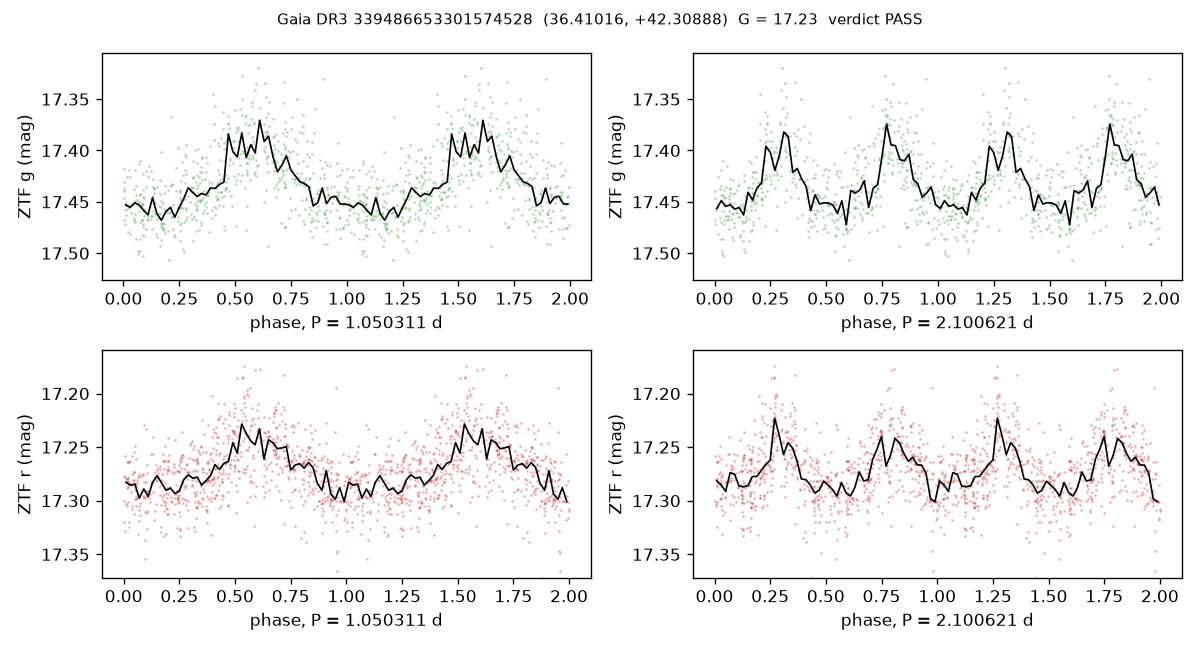 Gaia DR3 339486653301574528  (36.41016, +42.30888)  G = 17.23  verdict PASS
ZTF g (mag)
17.35
17.40
17.45
17.50
0.00 0.25 0.50 0.75 1.00 1.25 1.50 1.75 2.00
phase, P = 1.050311 d
ZTF g (mag)
17.35
17.40
17.45
17.50
0.00 0.25 0.50 0.75 1.00 1.25 1.50 1.75 2.00
phase, P = 2.100621 d
ZTF r (mag)
17.20
17.25
17.30
17.35
0.00 0.25 0.50 0.75 1.00 1.25 1.50 1.75 2.00
phase, P = 1.050311 d
ZTF r (mag)
17.20
17.25
17.30
17.35
0.00 0.25 0.50 0.75 1.00 1.25 1.50 1.75 2.00
phase, P = 2.100621 d